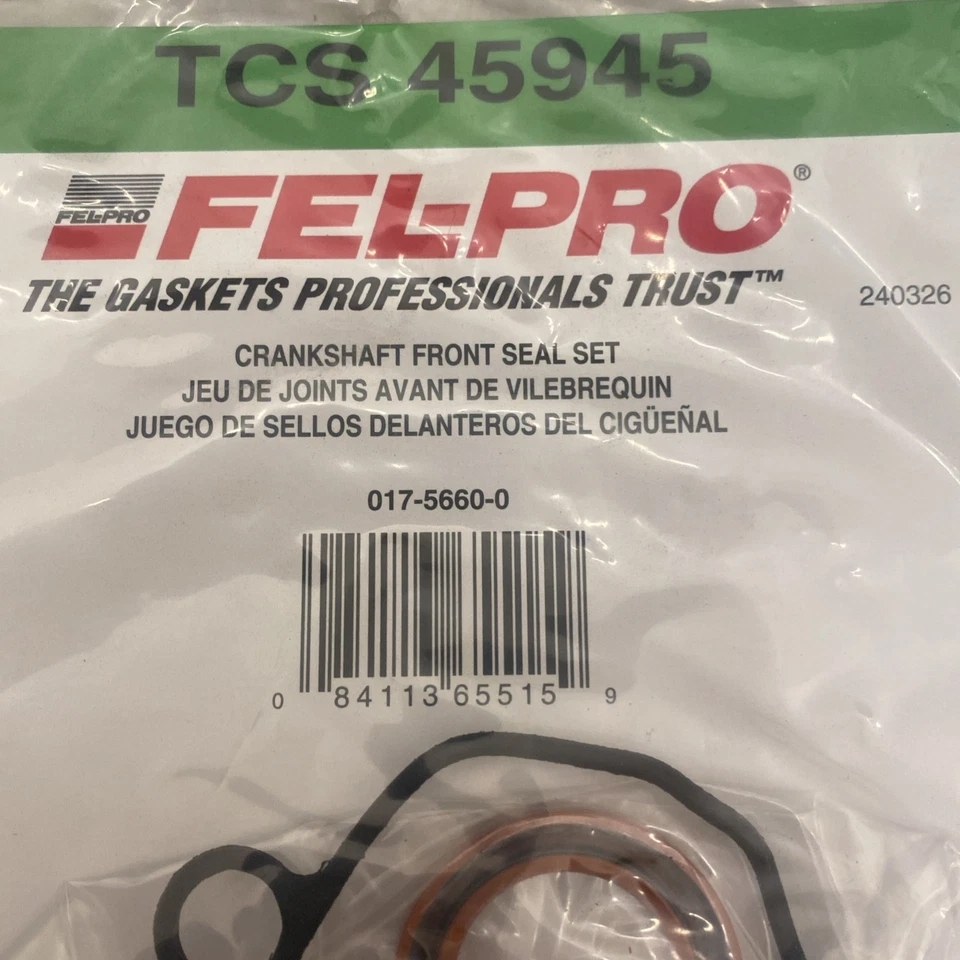 TCS 45945
FEL-PRO
FEL-PRO®
THE GASKETS PROFESSIONALS TRUST™
240326
CRANKSHAFT FRONT SEAL SET
JEU DE JOINTS AVANT DE VILEBREQUIN
JUEGO DE SELLOS DELANTEROS DEL CIGÜEÑAL
017-5660-0
0 84113 65515 9